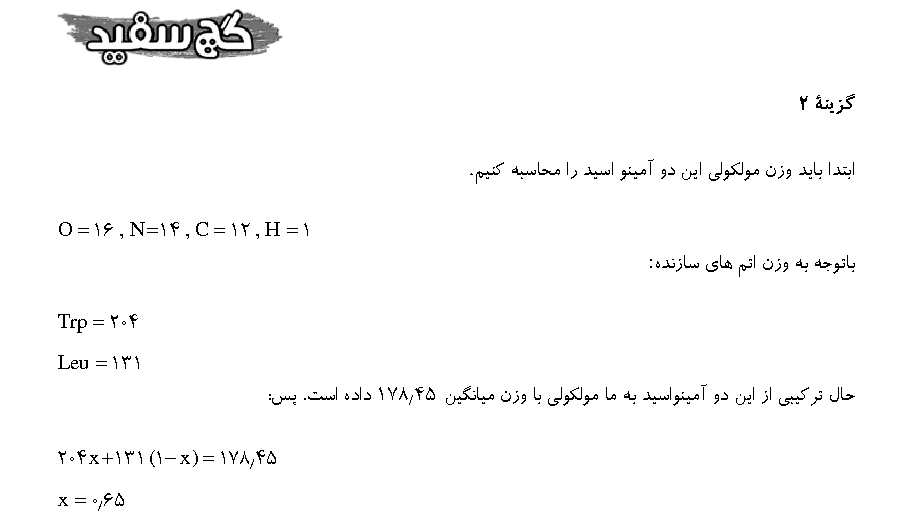 گچ سفید
گزینهٔ ۲
ابتدا باید وزن مولکولی این دو آمینو اسید را محاسبه کنیم.
O = ۱۶ , N=۱۴ , C = ۱۲ , H = ۱
باتوجه به وزن اتم های سازنده:
Trp = ۲۰۴
Leu = ۱۳۱
حال ترکیبی از این دو آمینواسید به ما مولکولی با وزن میانگین ۱۷۸٫۴۵ داده است. پس:
۲۰۴x+۱۳۱(۱−x) = ۱۷۸٫۴۵
x = ۰٫۶۵